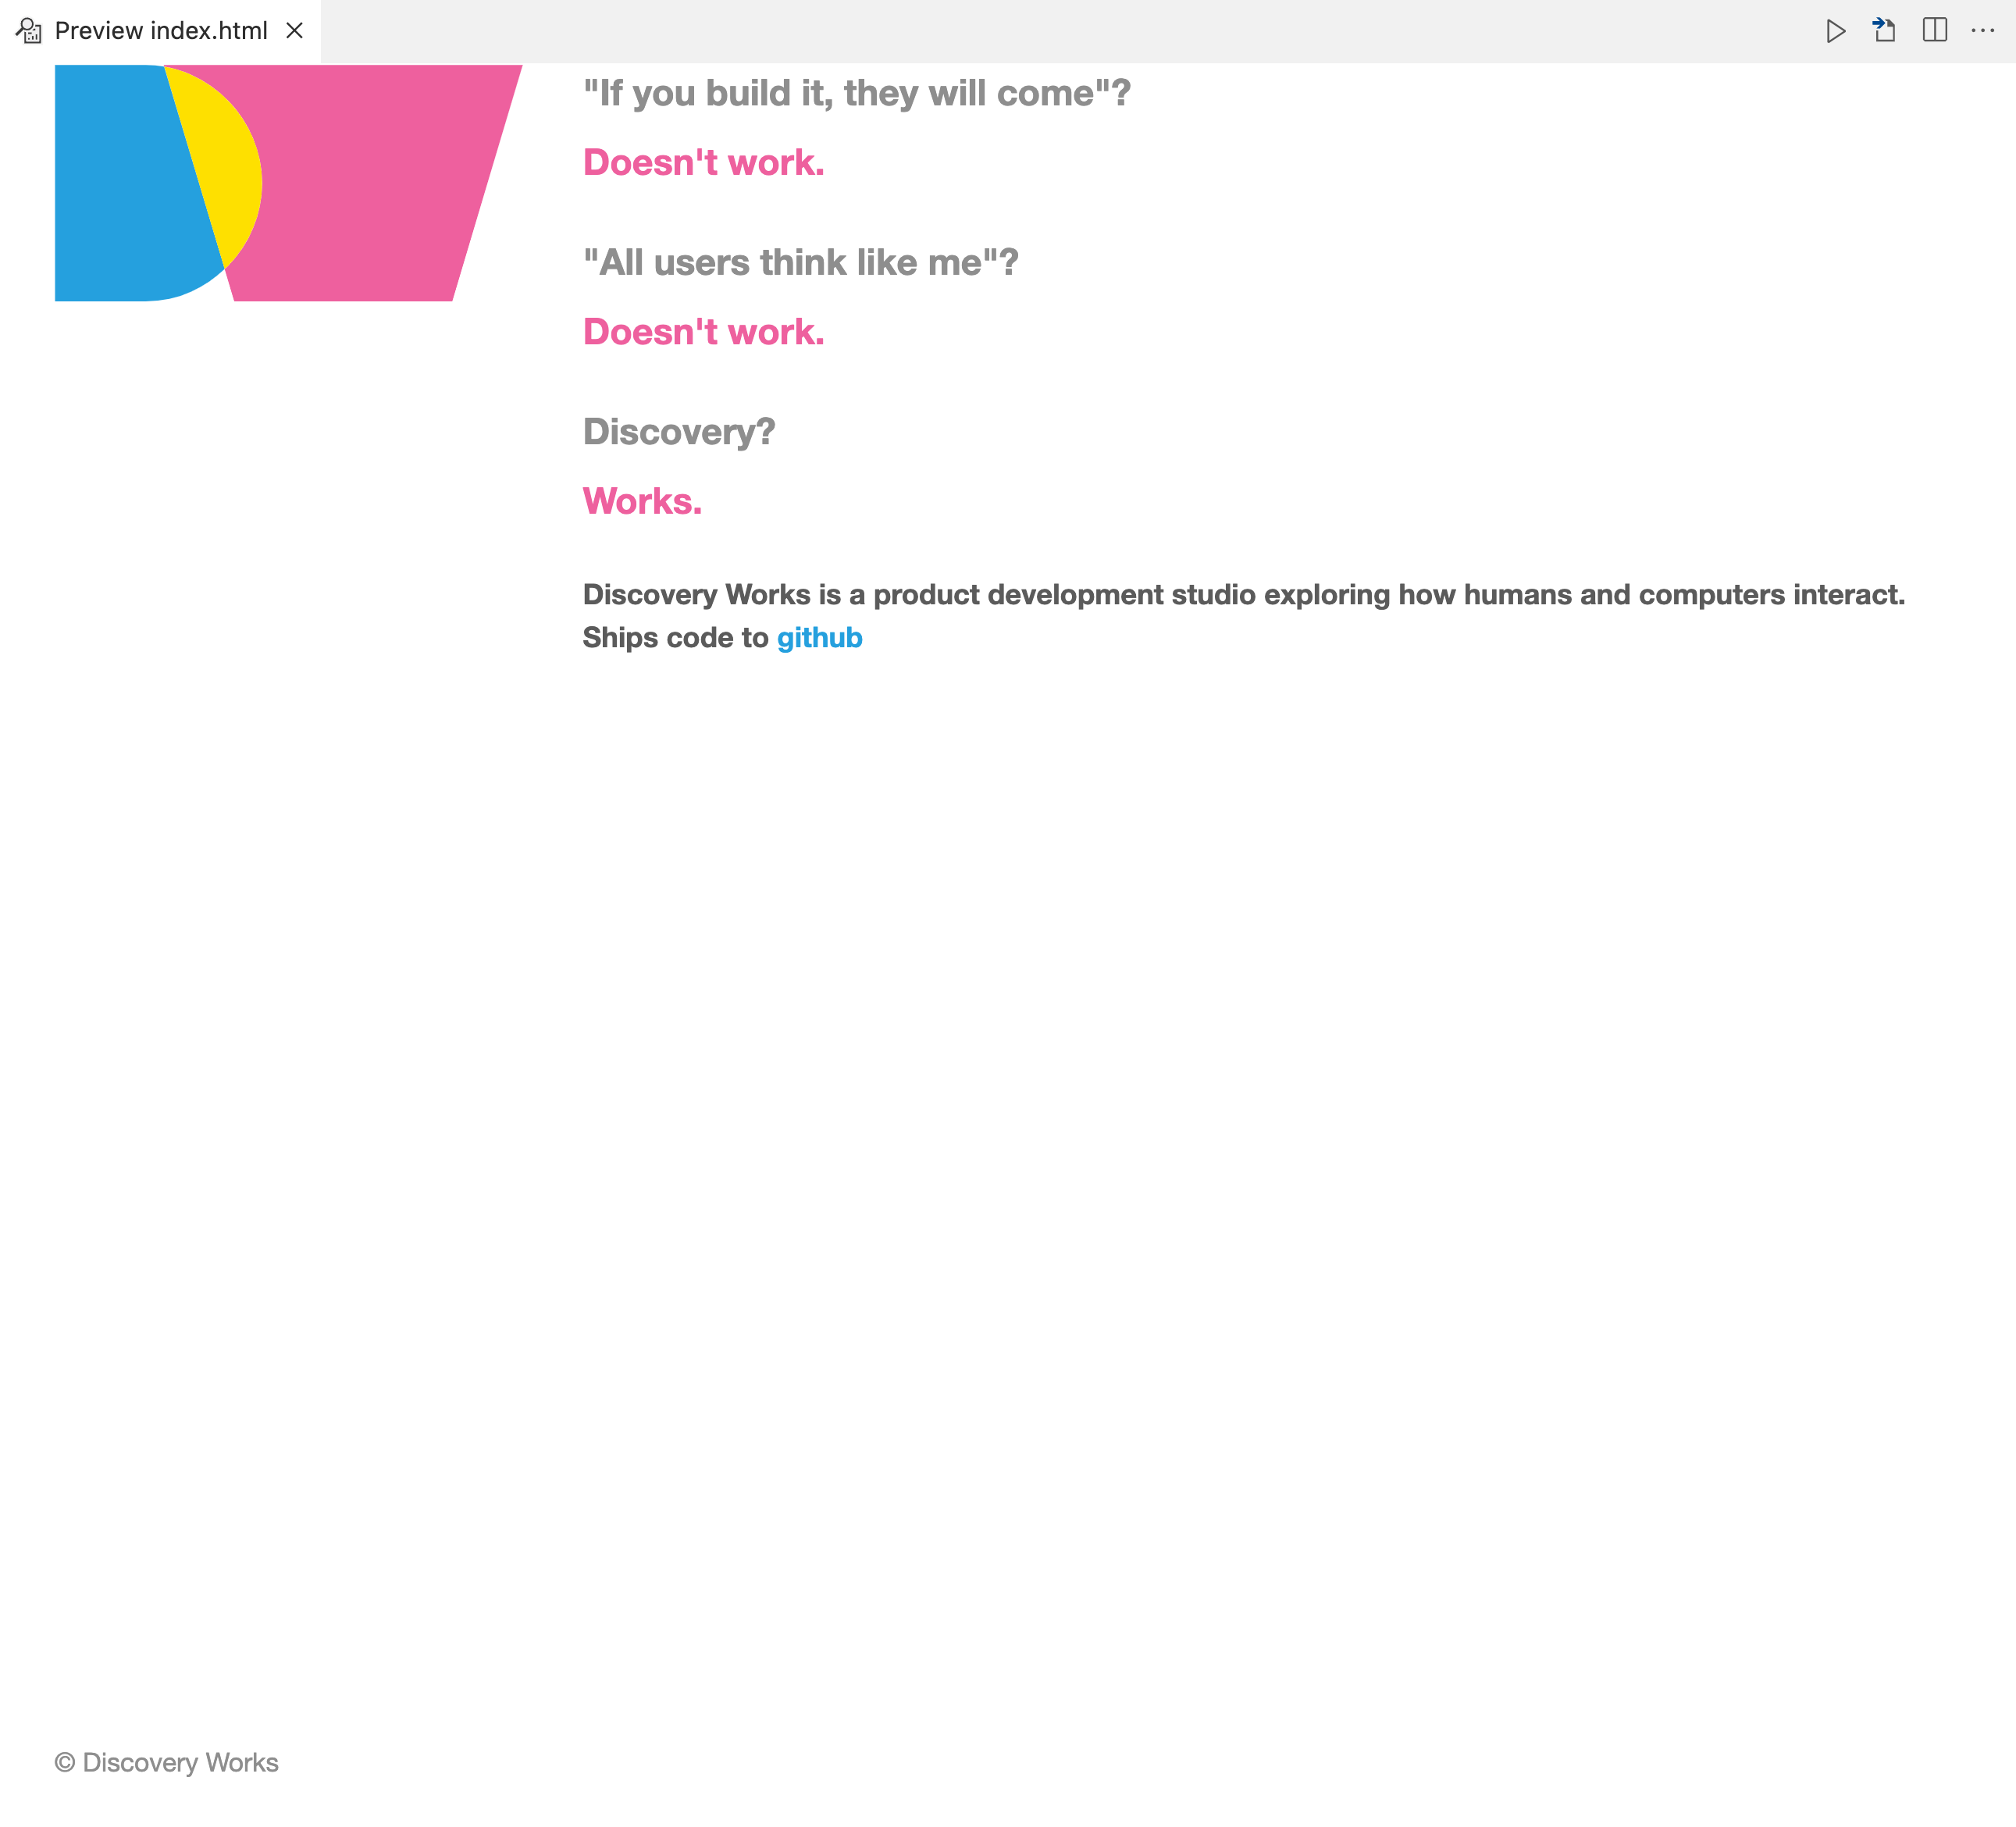 Preview index.html
"If you build it, they will come"?
Doesn't work.
"All users think like me"?
Doesn't work.
Discovery?
Works.
Discovery Works is a product development studio exploring how humans and computers interact.
Ships code to github
© Discovery Works